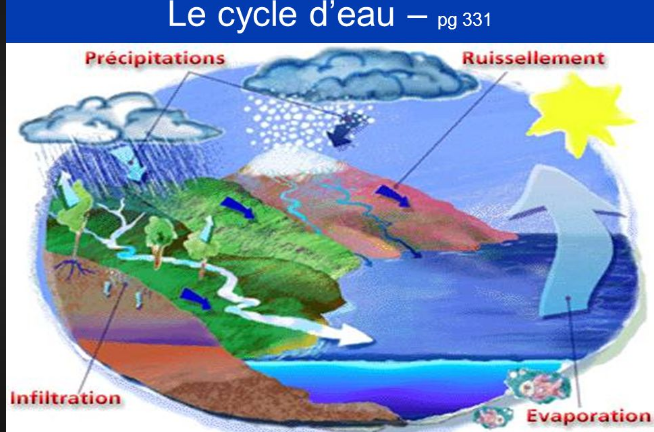 Le cycle d'eau – pg 331
Précipitations
Ruissellement
Infiltration
Evaporation